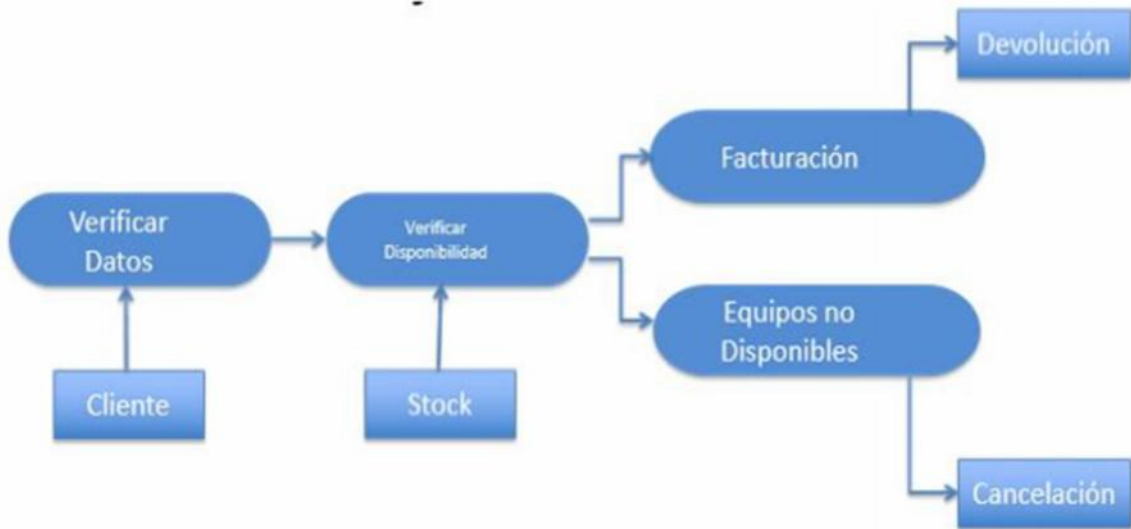 Devolución
Facturación
Verificar
Datos
Verificar
Disponibilidad
Equipos no
Disponibles
Cliente
Stock
Cancelación